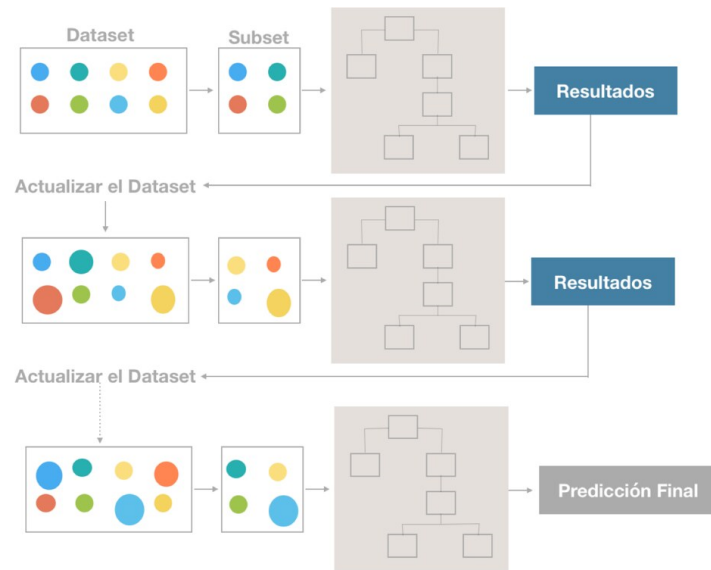 Dataset
Subset
Resultados
Actualizar el Dataset
Resultados
Actualizar el Dataset
Predicción Final